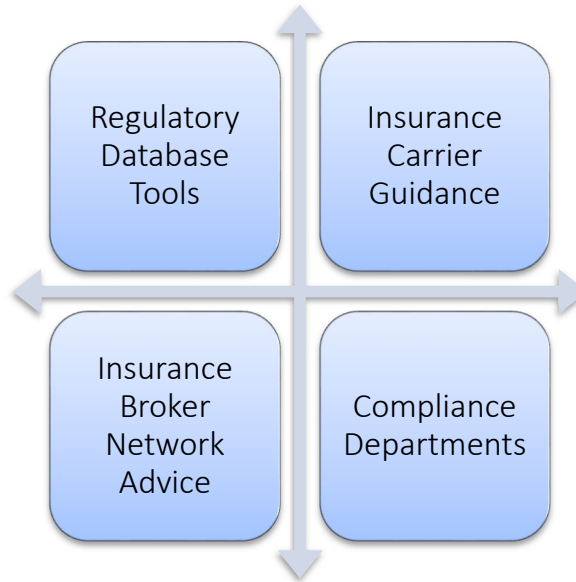 Regulatory
Database
Tools
Insurance
Carrier
Guidance
Insurance
Broker
Network
Advice
Compliance
Departments